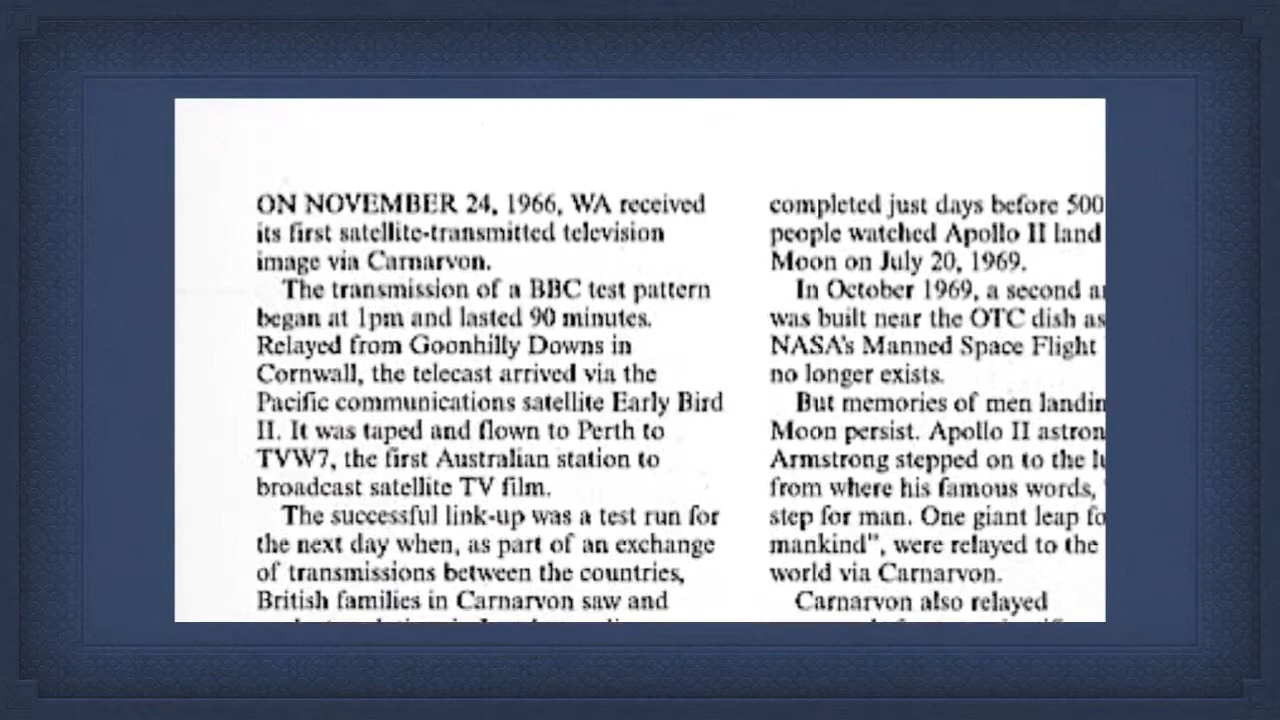 ON NOVEMBER 24, 1966, WA received
its first satellite-transmitted television
image via Carnarvon.
The transmission of a BBC test pattern
began at 1pm and lasted 90 minutes.
Relayed from Goonhilly Downs in
Cornwall, the telecast arrived via the
Pacific communications satellite Early Bird
II. It was taped and flown to Perth to
TVW7, the first Australian station to
broadcast satellite TV film.
The successful link-up was a test run for
the next day when, as part of an exchange
of transmissions between the countries,
British families in Carnarvon saw and
completed just days before 500
people watched Apollo II land
Moon on July 20, 1969.
In October 1969, a second
was built near the OTC dish as
NASA's Manned Space Flight
no longer exists.
But memories of men
Moon persist. Apollo II
Armstrong stepped on to the
from where his famous words,
step for man. One giant leap
mankind", were relayed to the
world via Carnarvon.
Carnarvon also relayed